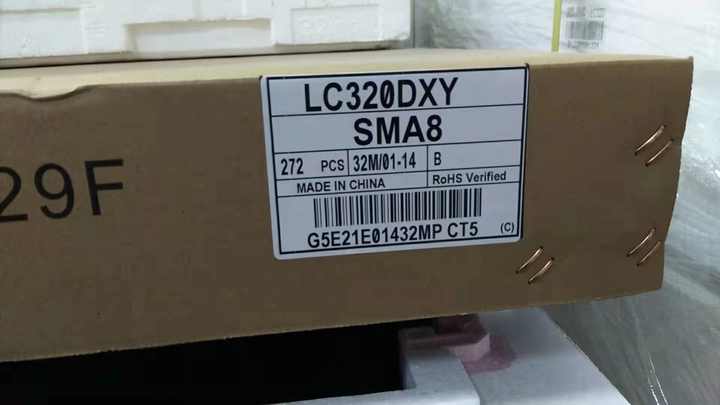 LC320DXY
SMA8
272 PCS 32M/01-14 B
MADE IN CHINA RoHS Verified
G5E21E01432MP CT5 (C)
29F